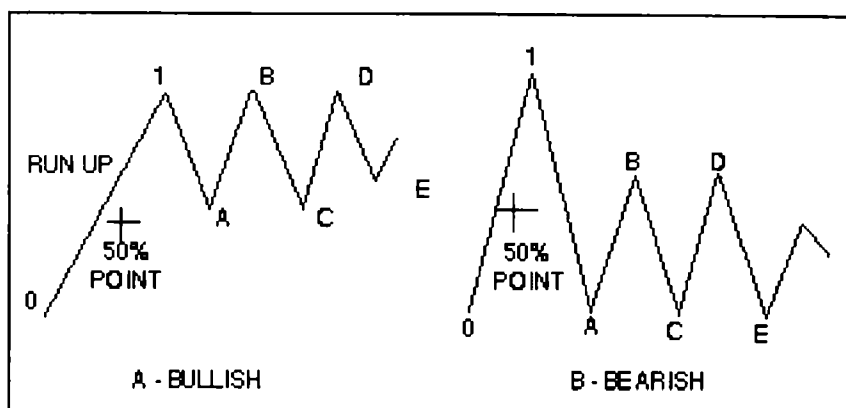 1
B
D
RUN UP
A
C
E
50%
POINT
0
A - BULLISH
1
B
D
50%
POINT
0
A
C
E
B - BEARISH